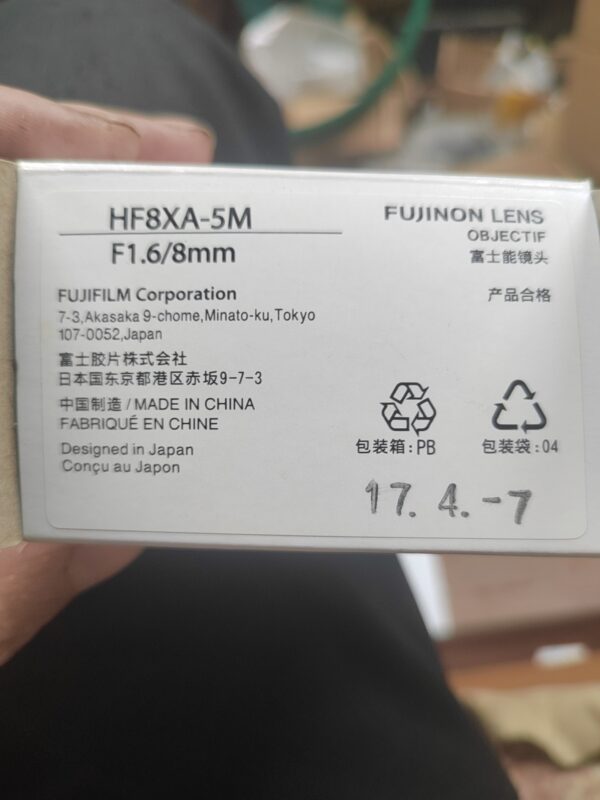 HF8XA-5M
F1.6/8mm
FUJINON LENS
OBJECTIF
富士能镜头
产品合格
FUJIFILM Corporation
7-3,Akasaka 9-chome,Minato-ku,Tokyo
107-0052,Japan
富士胶片株式会社
日本国东京都港区赤坂9-7-3
中国制造 / MADE IN CHINA
FABRIQUÉ EN CHINE
Designed in Japan
Conçu au Japon
包装箱:PB
包装袋:04
17. 4. -7